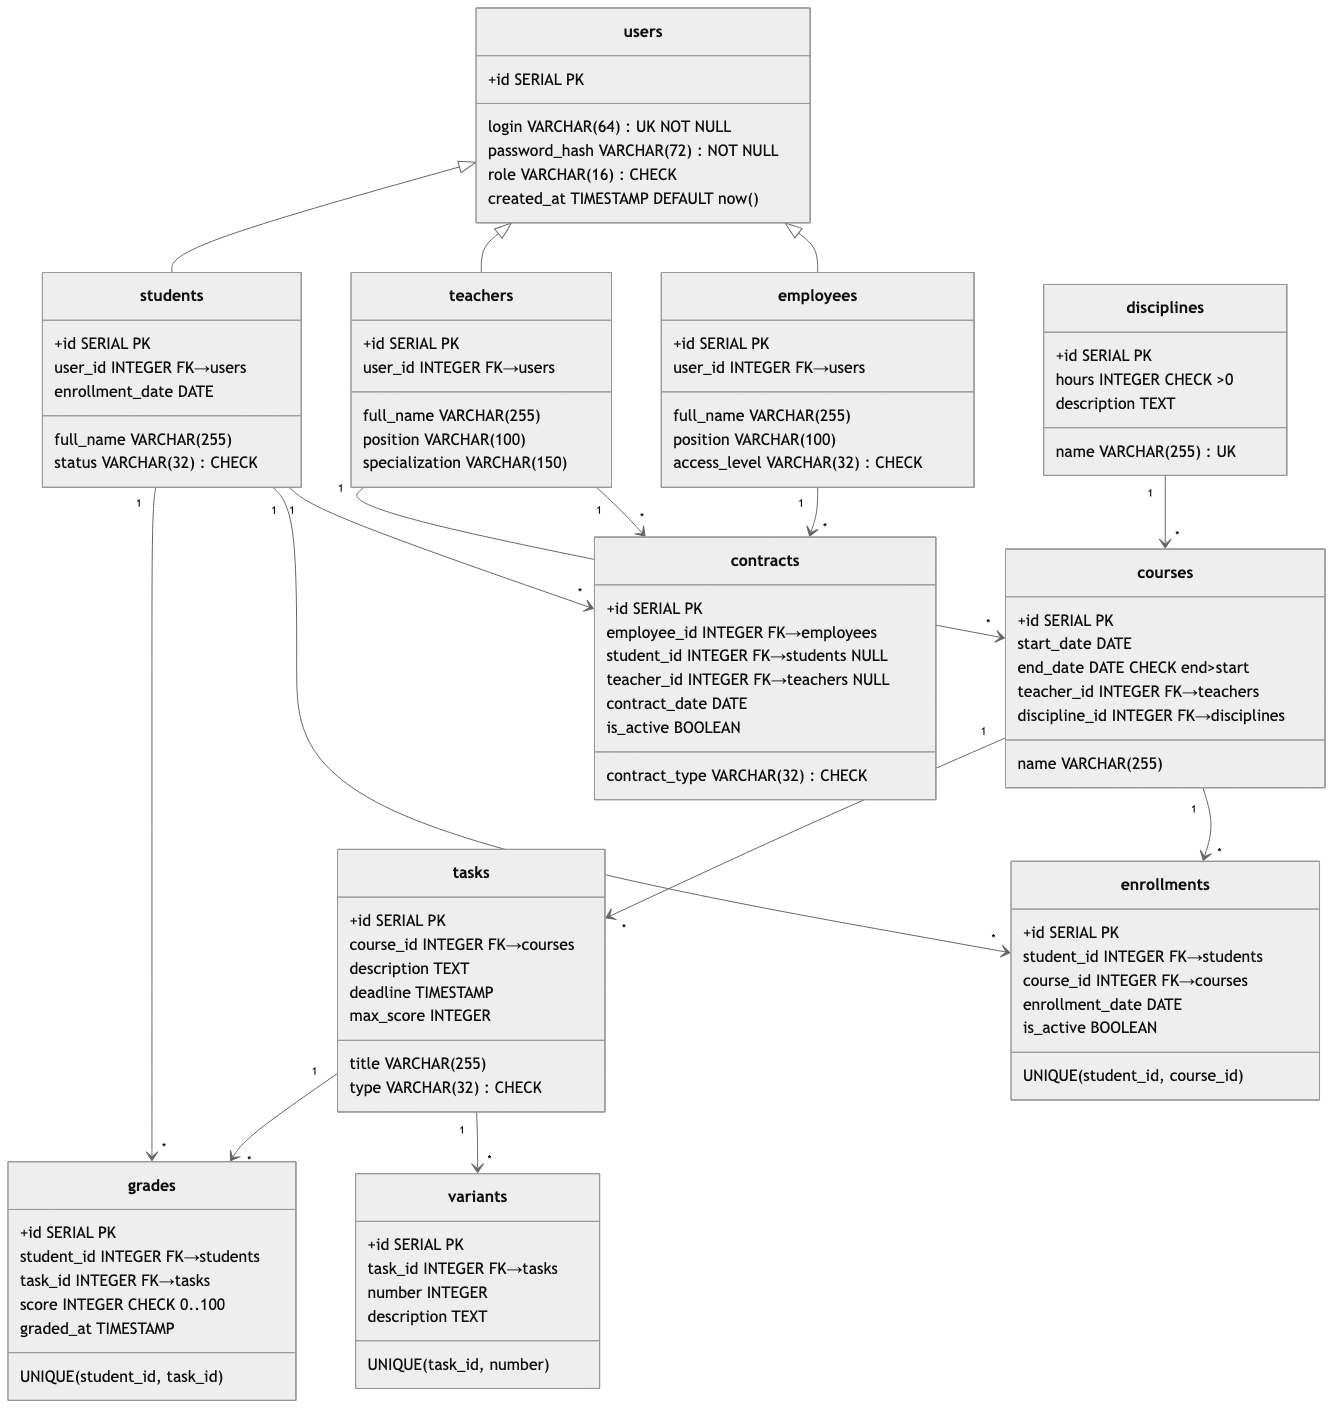 users
+id SERIAL PK
login VARCHAR(64) : UK NOT NULL
password_hash VARCHAR(72) : NOT NULL
role VARCHAR(16) : CHECK
created_at TIMESTAMP DEFAULT now()
students
+id SERIAL PK
user_id INTEGER FK→users
enrollment_date DATE
full_name VARCHAR(255)
status VARCHAR(32) : CHECK
teachers
+id SERIAL PK
user_id INTEGER FK→users
full_name VARCHAR(255)
position VARCHAR(100)
specialization VARCHAR(150)
employees
+id SERIAL PK
user_id INTEGER FK→users
full_name VARCHAR(255)
position VARCHAR(100)
access_level VARCHAR(32) : CHECK
disciplines
+id SERIAL PK
hours INTEGER CHECK >0
description TEXT
name VARCHAR(255) : UK
1
1
1
1
1
*
1
*
1
*
*
contracts
+id SERIAL PK
employee_id INTEGER FK→employees
student_id INTEGER FK→students NULL
teacher_id INTEGER FK→teachers NULL
contract_date DATE
is_active BOOLEAN
contract_type VARCHAR(32) : CHECK
*
courses
+id SERIAL PK
start_date DATE
end_date DATE CHECK end>start
teacher_id INTEGER FK→teachers
discipline_id INTEGER FK→disciplines
name VARCHAR(255)
1
1
*
*
*
tasks
+id SERIAL PK
course_id INTEGER FK→courses
description TEXT
deadline TIMESTAMP
max_score INTEGER
title VARCHAR(255)
type VARCHAR(32) : CHECK
enrollments
+id SERIAL PK
student_id INTEGER FK→students
course_id INTEGER FK→courses
enrollment_date DATE
is_active BOOLEAN
UNIQUE(student_id, course_id)
1
1
*
*
*
grades
+id SERIAL PK
student_id INTEGER FK→students
task_id INTEGER FK→tasks
score INTEGER CHECK 0..100
graded_at TIMESTAMP
UNIQUE(student_id, task_id)
variants
+id SERIAL PK
task_id INTEGER FK→tasks
number INTEGER
description TEXT
UNIQUE(task_id, number)